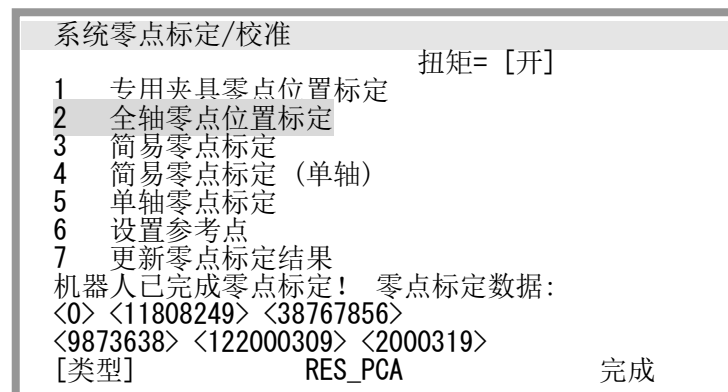 系统零点标定/校准
扭矩= [开]
1 专用夹具零点位置标定
2 全轴零点位置标定
3 简易零点标定
4 简易零点标定 (单轴)
5 单轴零点标定
6 设置参考点
7 更新零点标定结果
机器人已完成零点标定! 零点标定数据:
<0> <11808249> <38767856>
<9873638> <122000309> <2000319>
[类型] RES_PCA 完成